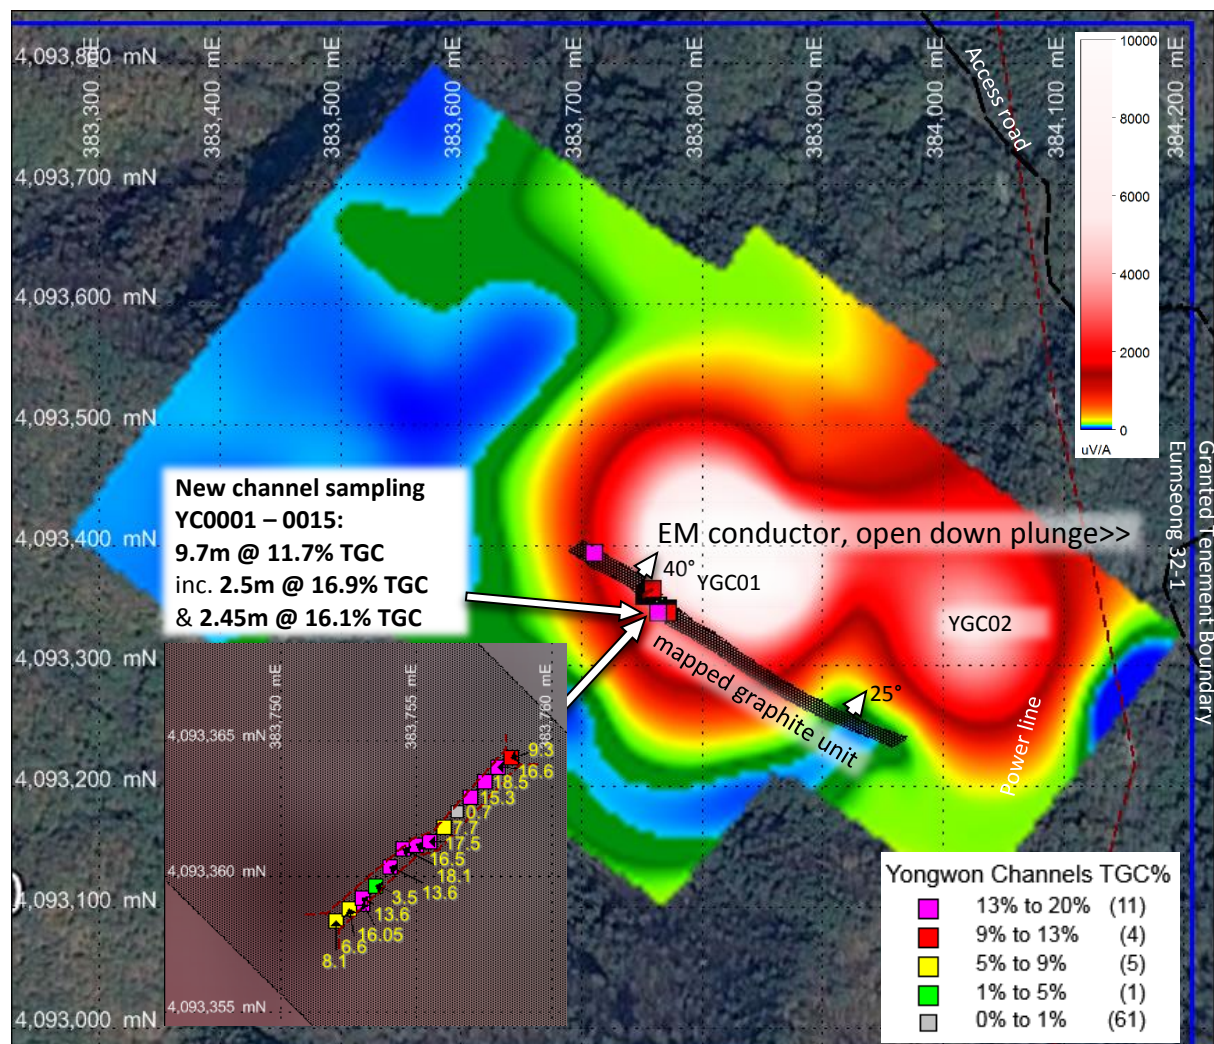 4,093,800 mN
4,093,700 mN
4,093,600 mN
4,093,500 mN
4,093,400 mN
4,093,300 mN
4,093,200 mN
4,093,100 mN
4,093,000 mN
383,300 mE
383,400 mE
383,500 mE
383,600 mE
383,700 mE
383,800 mE
383,900 mE
384,000 mE
384,100 mE
384,200 mE
Access road
10000
8000
6000
4000
2000
0
uV/A
Granted Tenement Boundary
Eumseong 32-1
New channel sampling
YC0001 – 0015:
9.7m @ 11.7% TGC
inc. 2.5m @ 16.9% TGC
& 2.45m @ 16.1% TGC
EM conductor, open down plunge>>
40°
YGC01
YGC02
mapped graphite unit
25°
Power line
383,750 mE
383,755 mE
383,760 mE
4,093,365 mN
4,093,360 mN
4,093,355 mN
9.3
16.6
18.5
15.3
0.7
7.7
17.5
16.5
18.1
13.6
3.5
13.6
16.05
6.6
8.1
Yongwon Channels TGC%
13% to 20% (11)
9% to 13% (4)
5% to 9% (5)
1% to 5% (1)
0% to 1% (61)